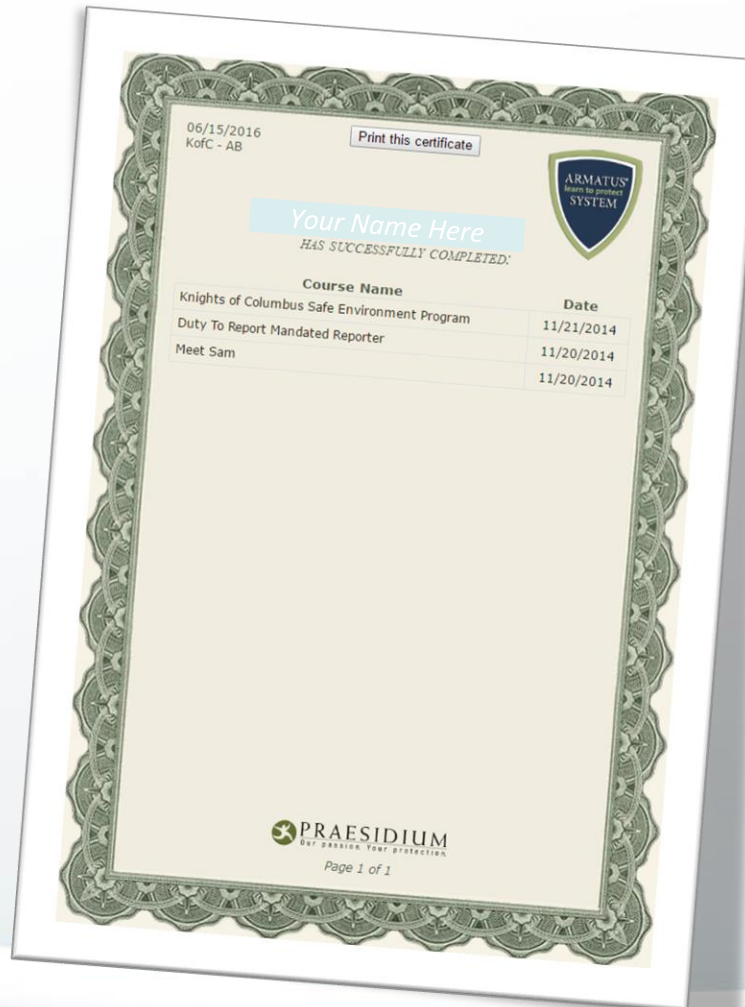 06/15/2016
KofC - AB
Print this certificate
ARMATUS®
learn to protect
SYSTEM
Your Name Here
HAS SUCCESSFULLY COMPLETED:
Course Name Date
Knights of Columbus Safe Environment Program 11/21/2014
Duty To Report Mandated Reporter 11/20/2014
Meet Sam 11/20/2014
PRAESIDIUM
Our passion. Your protection.
Page 1 of 1